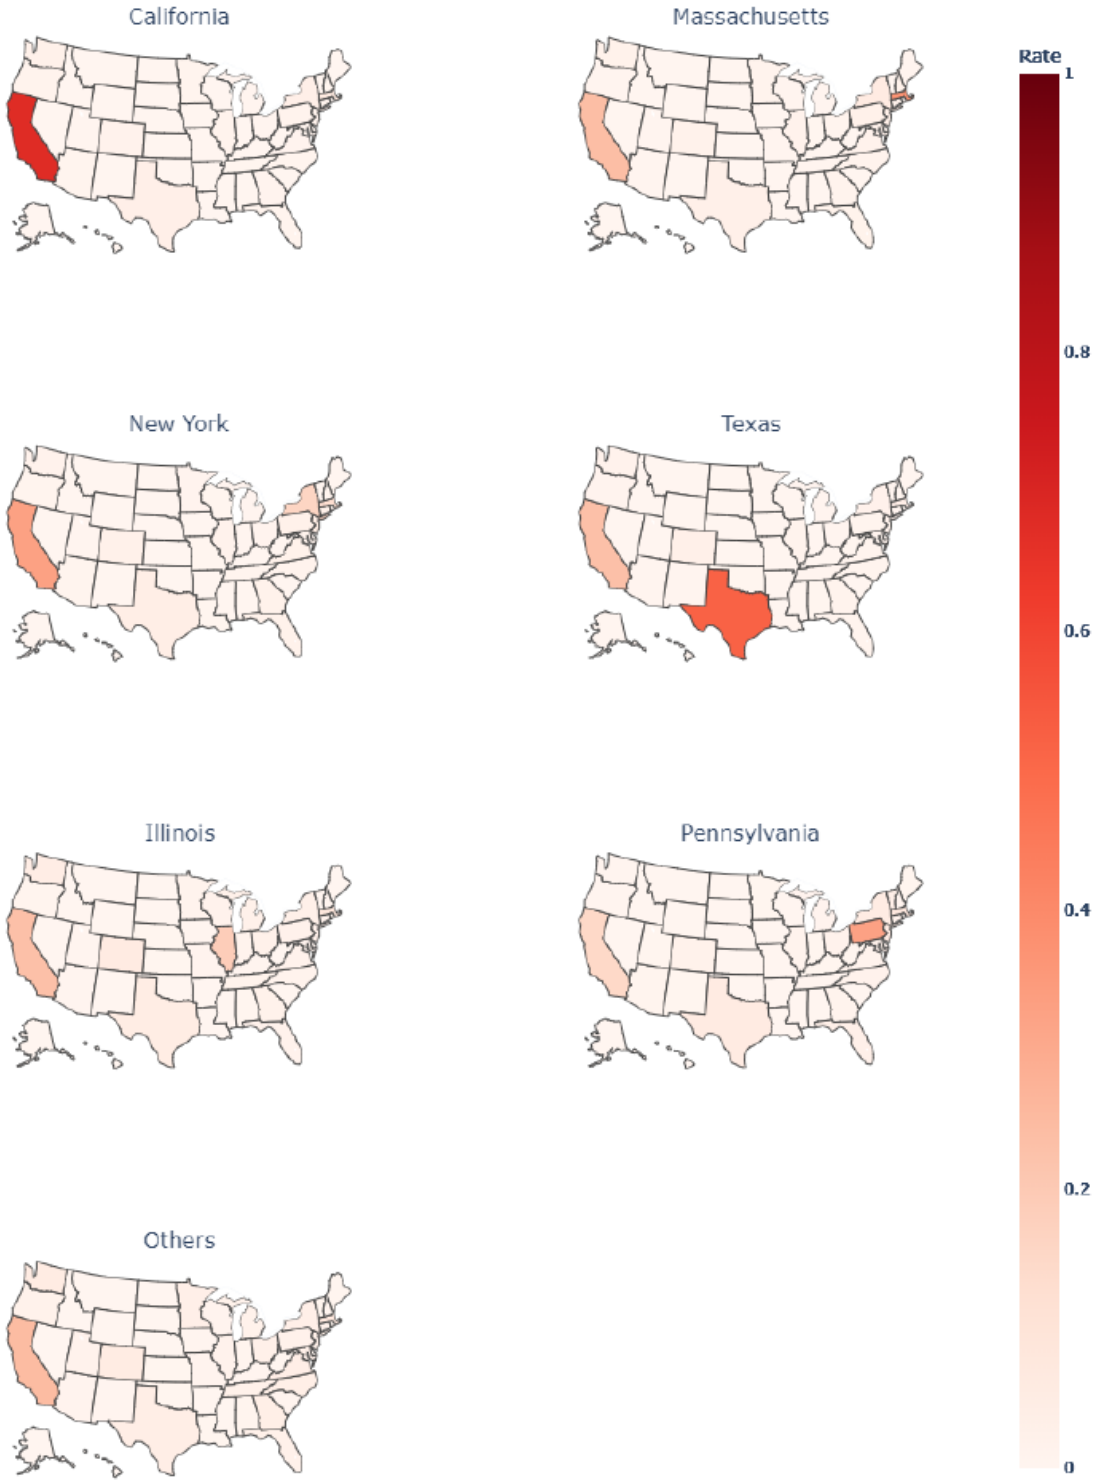 California
Massachusetts
Rate
1
0.8
New York
Texas
0.6
Illinois
Pennsylvania
0.4
0.2
Others
0